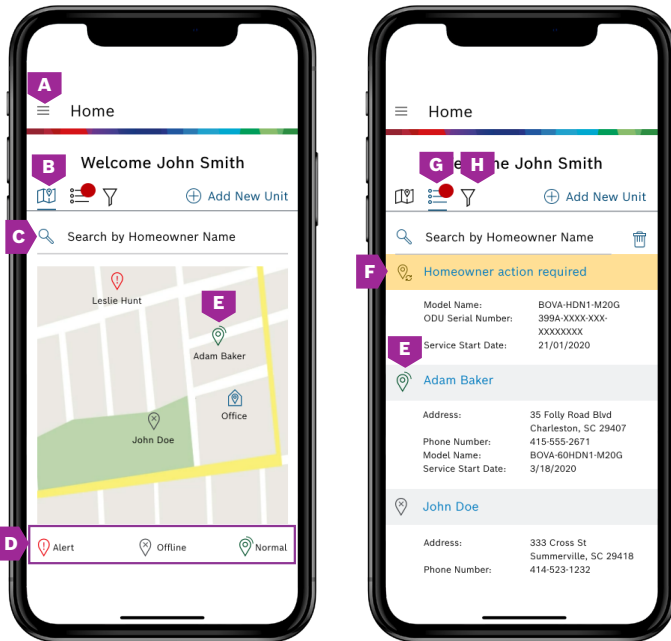 A
Home
Welcome John Smith
B
Add New Unit
C
Search by Homeowner Name
Leslie Hunt
E
Adam Baker
Office
John Doe
D
Alert
Offline
Normal
Home
G
H
e John Smith
Add New Unit
Search by Homeowner Name
F
Homeowner action required
Model Name: BOVA-HDN1-M20G
ODU Serial Number: 399A-XXXX-XXX-
XXXXXXXX
Service Start Date: 21/01/2020
E
Adam Baker
Address: 35 Folly Road Blvd
Charleston, SC 29407
Phone Number: 415-555-2671
Model Name: BOVA-60HDN1-M20G
Service Start Date: 3/18/2020
John Doe
Address: 333 Cross St
Summerville, SC 29418
Phone Number: 414-523-1232